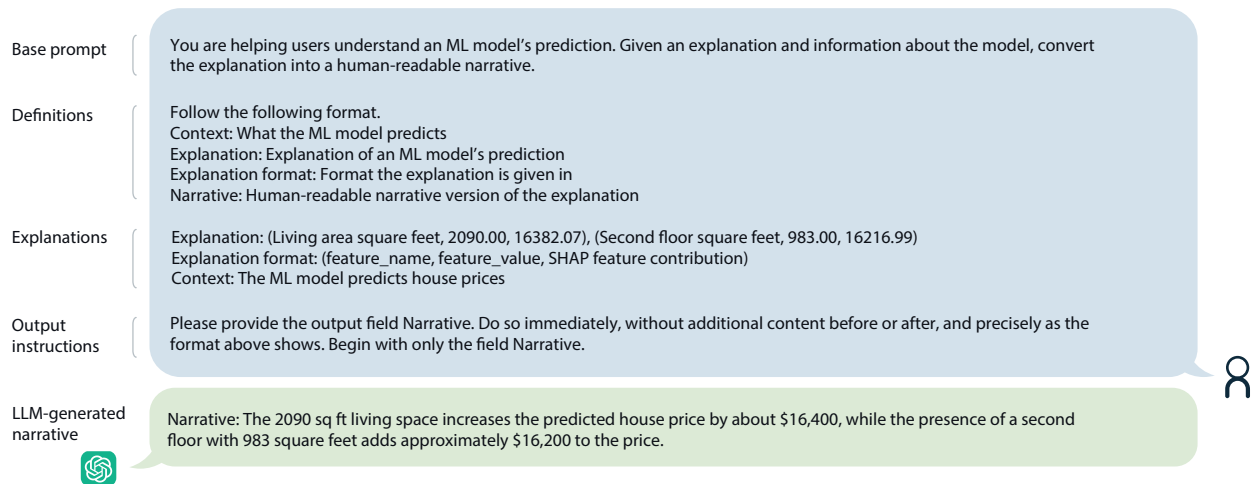 Base prompt
You are helping users understand an ML model’s prediction. Given an explanation and information about the model, convert
the explanation into a human-readable narrative.
Definitions
Follow the following format.
Context: What the ML model predicts
Explanation: Explanation of an ML model’s prediction
Explanation format: Format the explanation is given in
Narrative: Human-readable narrative version of the explanation
Explanations
Explanation: (Living area square feet, 2090.00, 16382.07), (Second floor square feet, 983.00, 16216.99)
Explanation format: (feature_name, feature_value, SHAP feature contribution)
Context: The ML model predicts house prices
Output
instructions
Please provide the output field Narrative. Do so immediately, without additional content before or after, and precisely as the
format above shows. Begin with only the field Narrative.
LLM-generated
narrative
Narrative: The 2090 sq ft living space increases the predicted house price by about $16,400, while the presence of a second
floor with 983 square feet adds approximately $16,200 to the price.